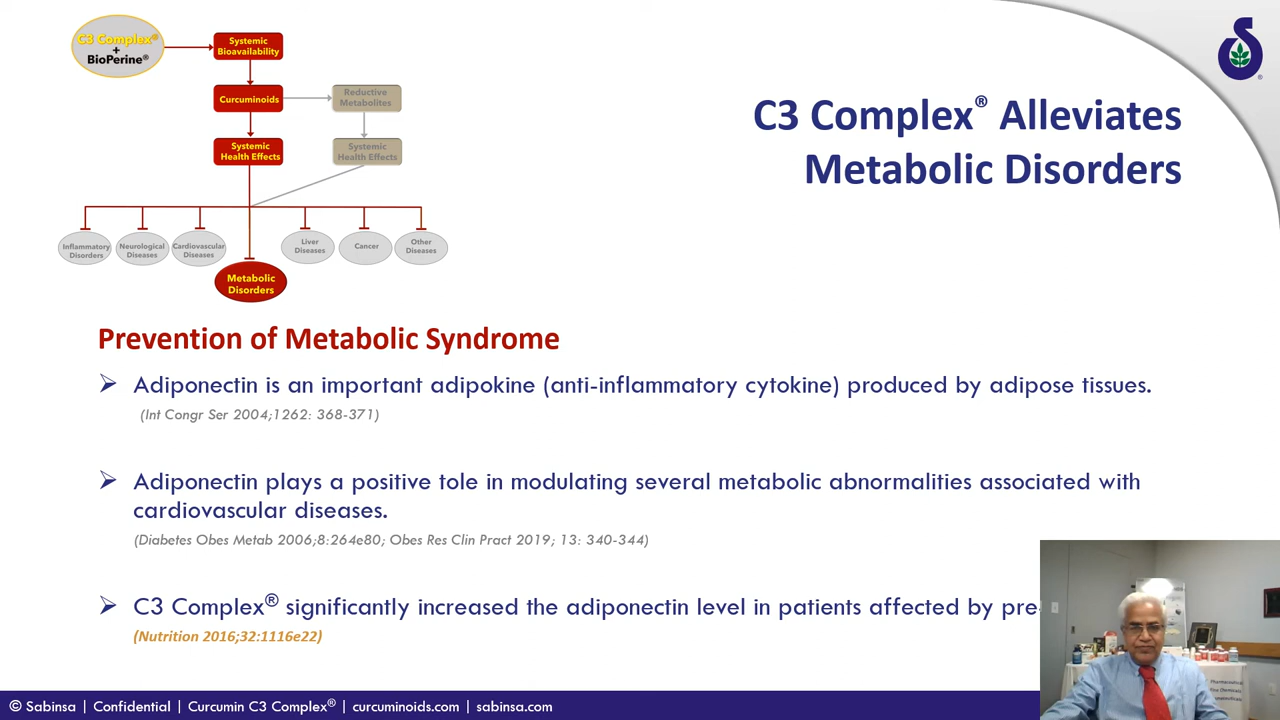 C3 Complex®
+
BioPerine®
Systemic
Bioavailability
Curcuminoids
Reductive
Metabolites
Systemic
Health Effects
Systemic
Health Effects
Inflammatory
Disorders
Neurological
Diseases
Cardiovascular
Diseases
Liver
Diseases
Cancer
Other
Diseases
Metabolic
Disorders
C3 Complex® Alleviates
Metabolic Disorders
Prevention of Metabolic Syndrome
Adiponectin is an important adipokine (anti-inflammatory cytokine) produced by adipose tissues.
(Int Congr Ser 2004;1262: 368-371)
Adiponectin plays a positive tole in modulating several metabolic abnormalities associated with
cardiovascular diseases.
(Diabetes Obes Metab 2006;8:264e80; Obes Res Clin Pract 2019; 13: 340-344)
C3 Complex® significantly increased the adiponectin level in patients affected by pre
(Nutrition 2016;32:1116e22)
© Sabinsa | Confidential | Curcumin C3 Complex® | curcuminoids.com | sabinsa.com